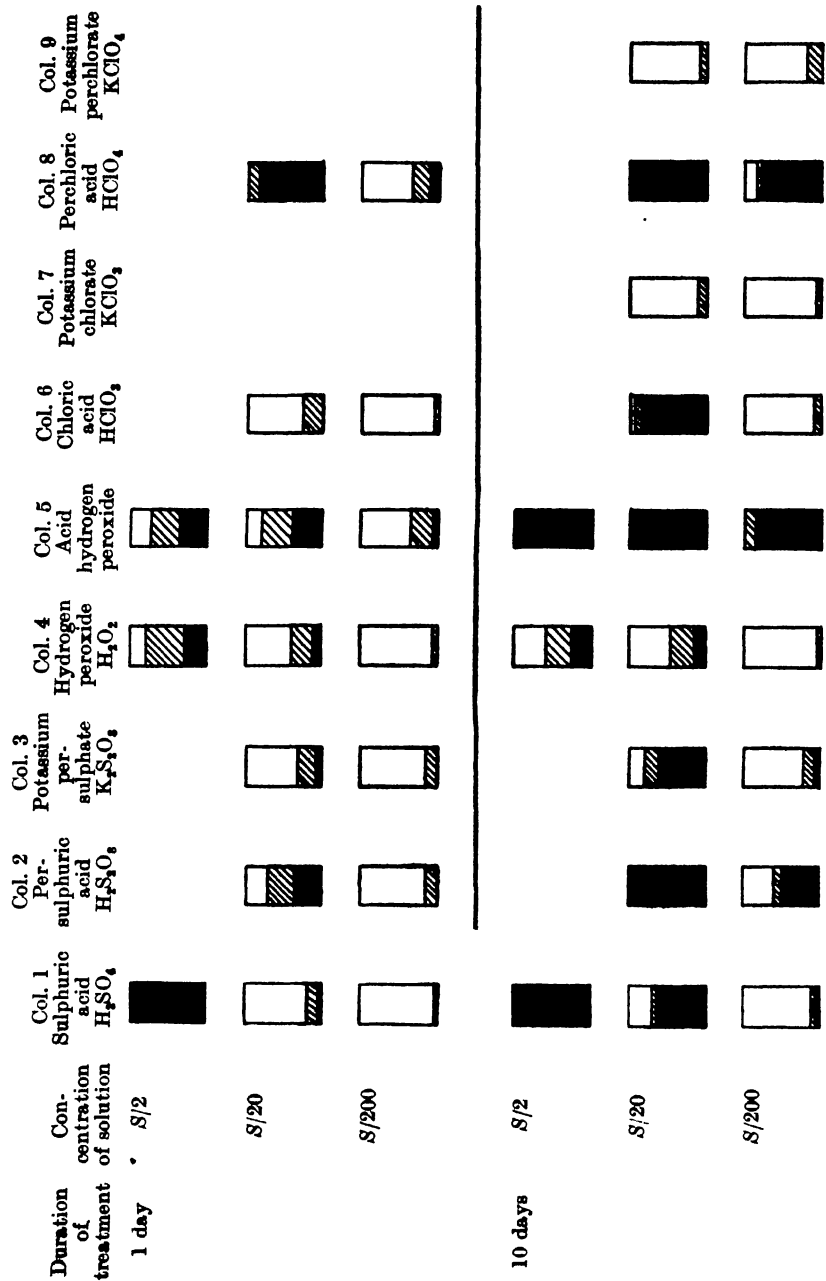 Duration
of
treatment
Con-
centration
of solution
Col. 1
Sulphuric
acid
H₂SO₄
Col. 2
Per-
sulphuric
acid
H₂S₂O₈
Col. 3
Potassium
per-
sulphate
K₂S₂O₈
Col. 4
Hydrogen
peroxide
H₂O₂
Col. 5
Acid
hydrogen
peroxide
Col. 6
Chloric
acid
HClO₃
Col. 7
Potassium
chlorate
KClO₃
Col. 8
Perchloric
acid
HClO₄
Col. 9
Potassium
perchlorate
KClO₄
1 day S/2
S/20
S/200
10 days S/2
S/20
S/200